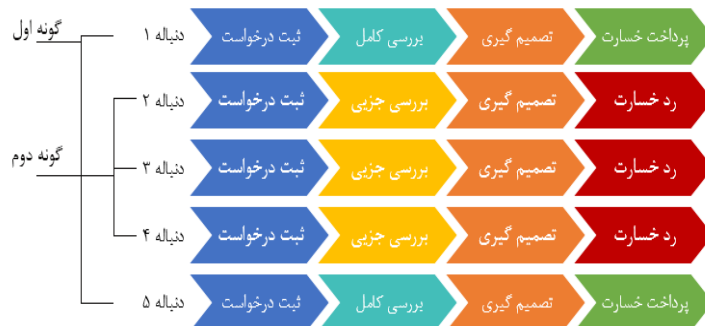 گونه اول
دنباله ۱ ثبت درخواست بررسی کامل تصمیم گیری پرداخت خسارت
دنباله ۲ ثبت درخواست بررسی جزیی تصمیم گیری رد خسارت
گونه دوم
دنباله ۳ ثبت درخواست بررسی جزیی تصمیم گیری رد خسارت
دنباله ۴ ثبت درخواست بررسی جزیی تصمیم گیری رد خسارت
دنباله ۵ ثبت درخواست بررسی کامل تصمیم گیری پرداخت خسارت